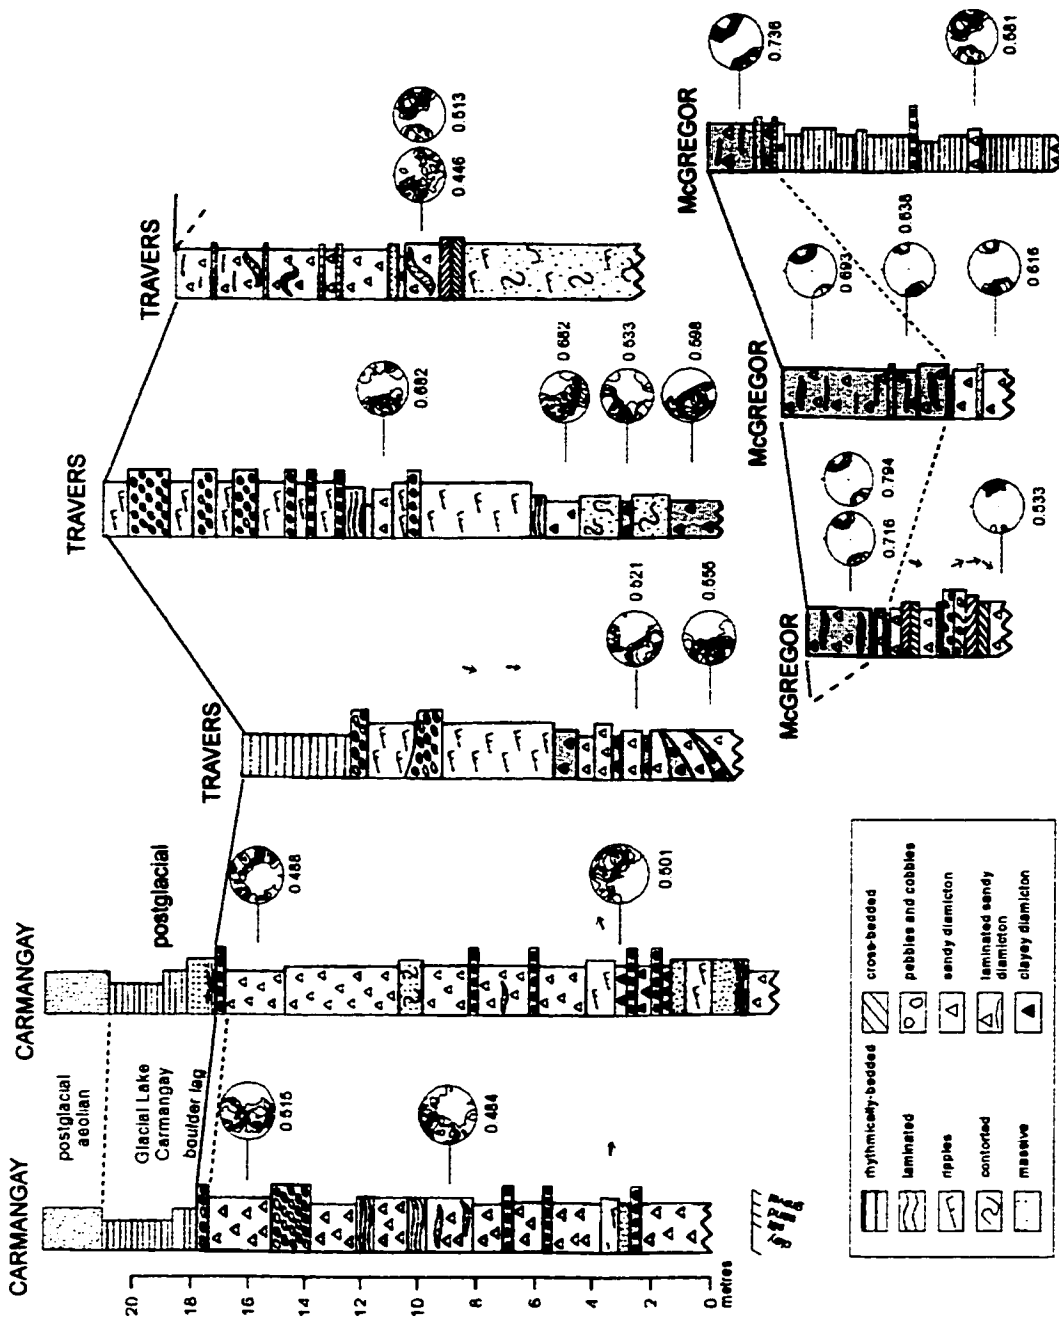 CARMANGAY
CARMANGAY
TRAVERS
TRAVERS
TRAVERS
McGREGOR
McGREGOR
McGREGOR
postglacial
aeolian
Glacial Lake
Carmangay
boulder lag
postglacial
20
18
16
14
12
10
8
6
4
2
0
metres
0.515
0.484
0.488
0.501
0.521
0.556
0.682
0.682
0.533
0.598
0.446
0.513
0.716
0.794
0.533
0.693
0.638
0.616
0.736
0.581
rhythmically-bedded
laminated
ripples
contorted
massive
cross-bedded
pebbles and cobbles
sandy diamicton
laminated sandy
diamicton
clayey diamicton